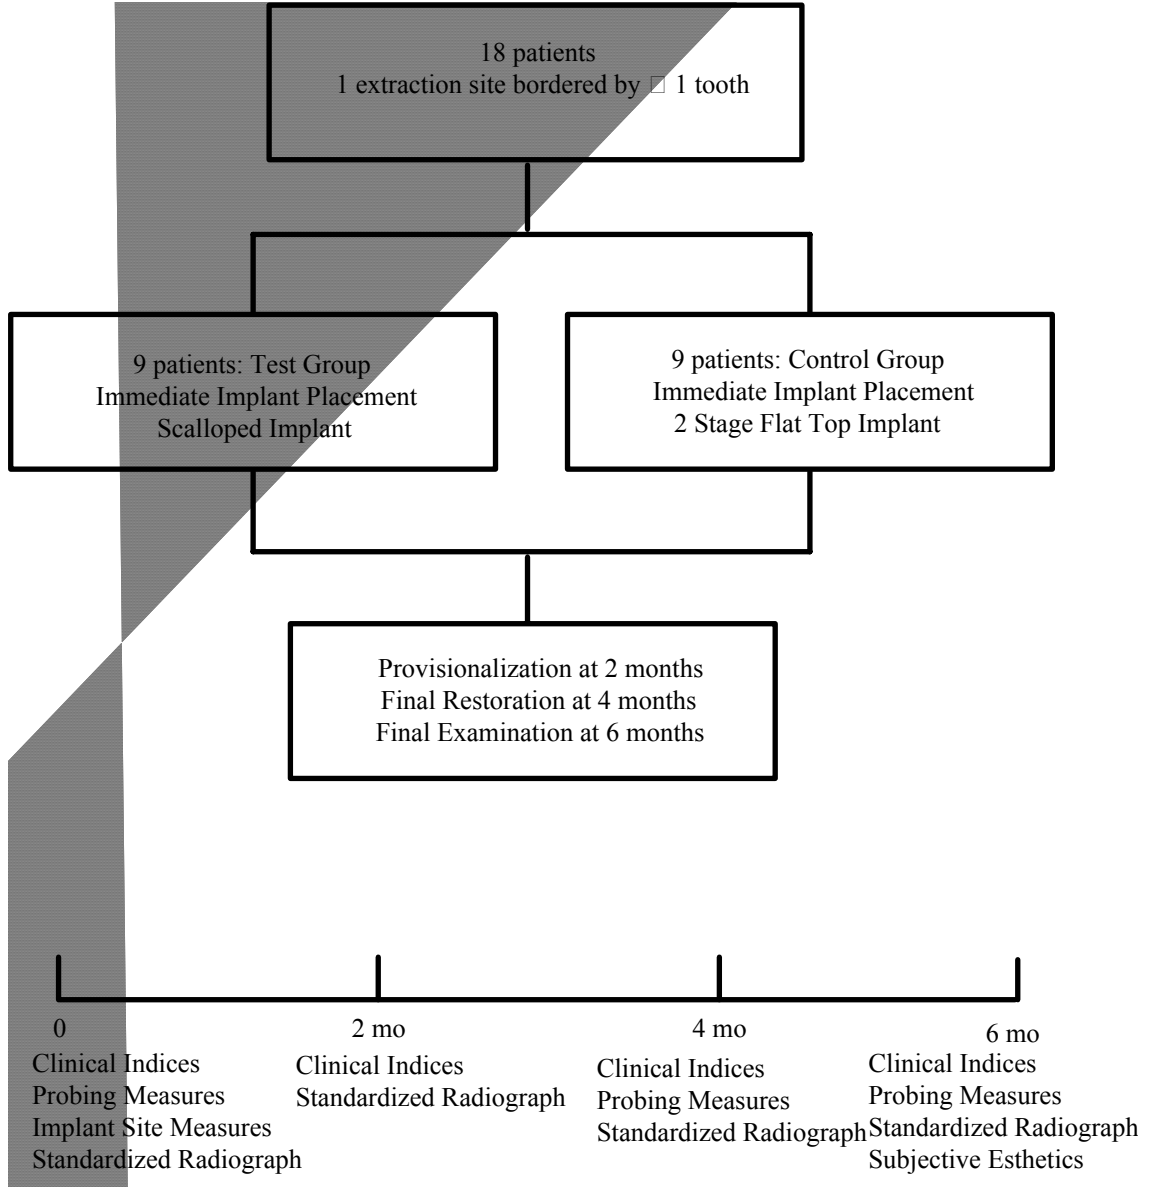 18 patients
1 extraction site bordered by □ 1 tooth
9 patients: Test Group
Immediate Implant Placement
Scalloped Implant
9 patients: Control Group
Immediate Implant Placement
2 Stage Flat Top Implant
Provisionalization at 2 months
Final Restoration at 4 months
Final Examination at 6 months
0
Clinical Indices
Probing Measures
Implant Site Measures
Standardized Radiograph
2 mo
Clinical Indices
Standardized Radiograph
4 mo
Clinical Indices
Probing Measures
Standardized Radiograph
6 mo
Clinical Indices
Probing Measures
Standardized Radiograph
Subjective Esthetics